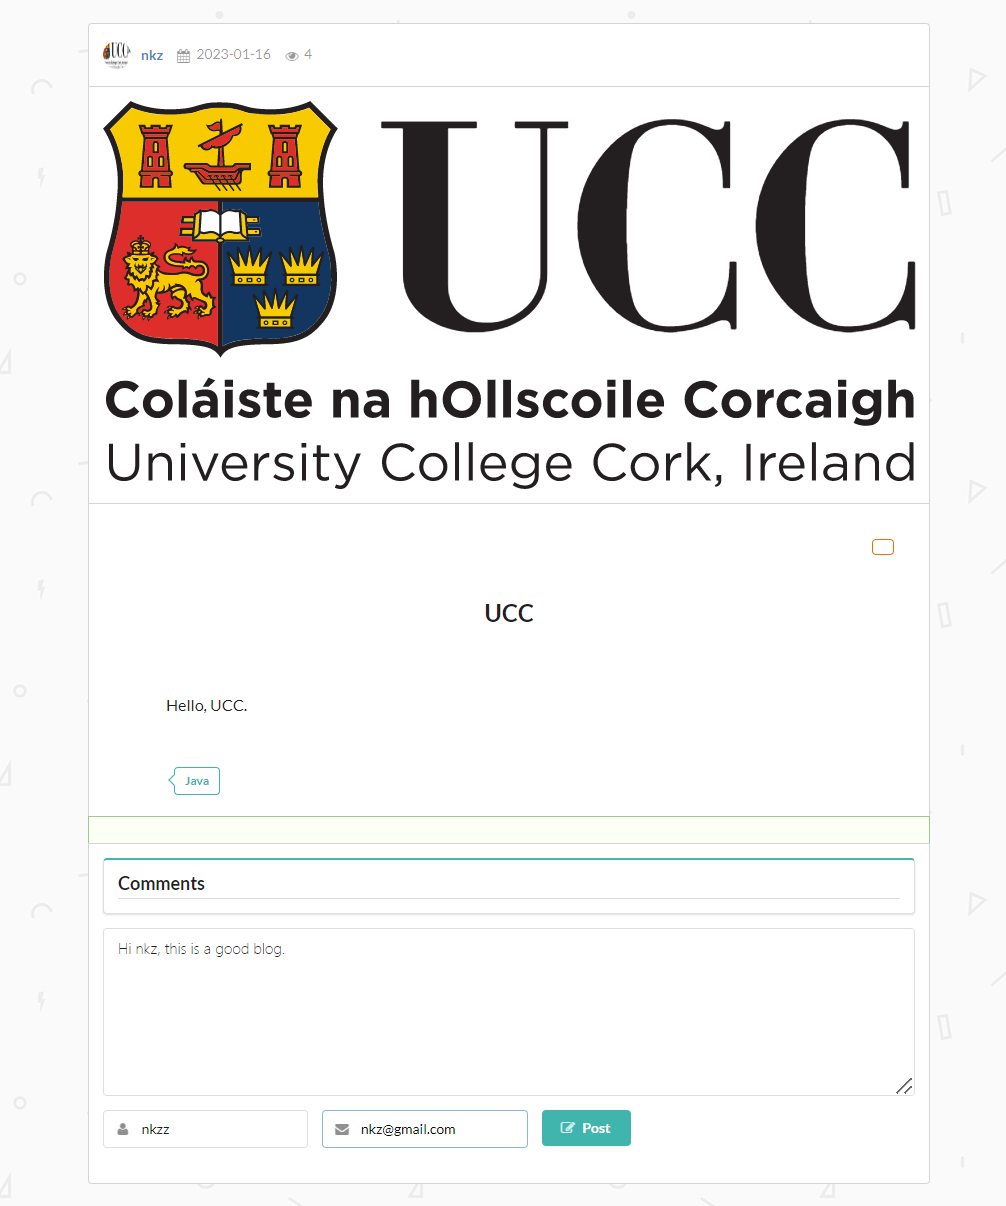 UCC
nkz 2023-01-16 4
UCC
Coláiste na hOllscoile Corcaigh
University College Cork, Ireland
UCC
Hello, UCC.
Java
Comments
Hi nkz, this is a good blog.
nkzz nkz@gmail.com Post